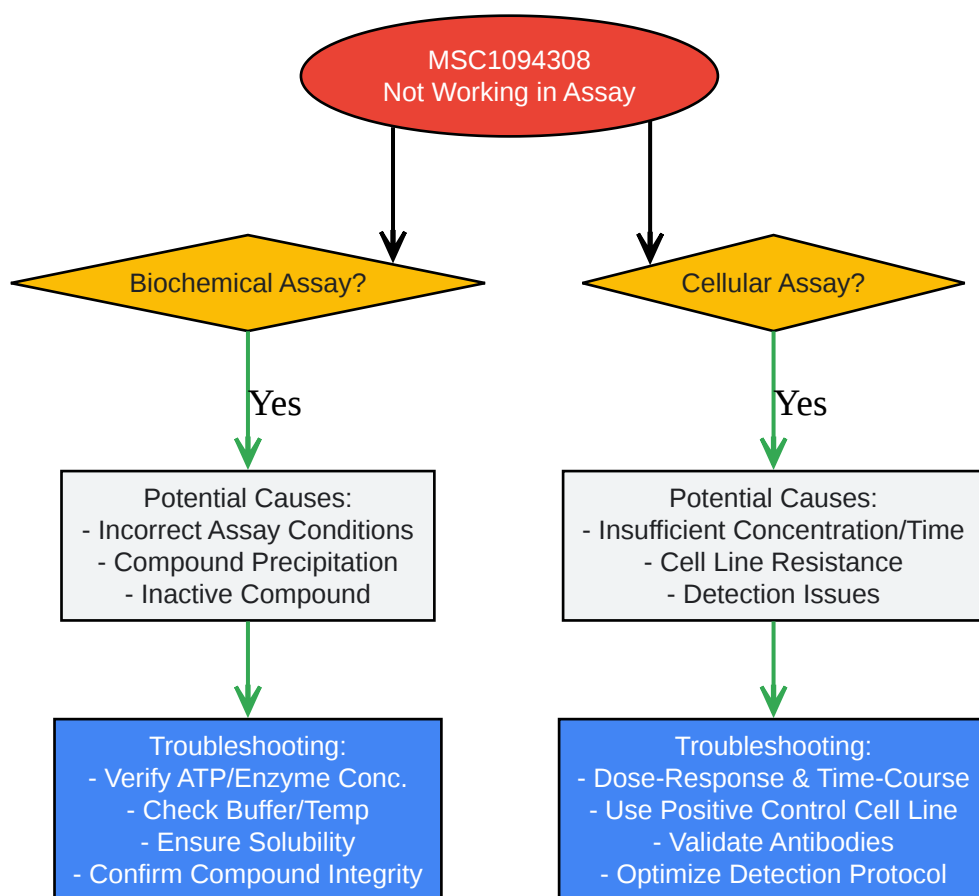 MSC1094308
Not Working in Assay
Biochemical Assay?
Cellular Assay?
Yes
Yes
Potential Causes:
- Incorrect Assay Conditions
- Compound Precipitation
- Inactive Compound
Potential Causes:
- Insufficient Concentration/Time
- Cell Line Resistance
- Detection Issues
Troubleshooting:
- Verify ATP/Enzyme Conc.
- Check Buffer/Temp
- Ensure Solubility
- Confirm Compound Integrity
Troubleshooting:
- Dose-Response & Time-Course
- Use Positive Control Cell Line
- Validate Antibodies
- Optimize Detection Protocol